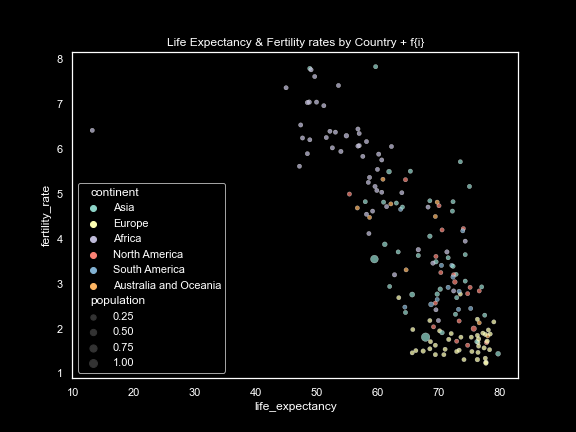 Life Expectancy & Fertility rates by Country + f{i}
8
7
6
5
4
3
2
1
fertility_rate
continent
Asia
Europe
Africa
North America
South America
Australia and Oceania
population
0.25
0.50
0.75
1.00
10 20 30 40 50 60 70 80
life_expectancy